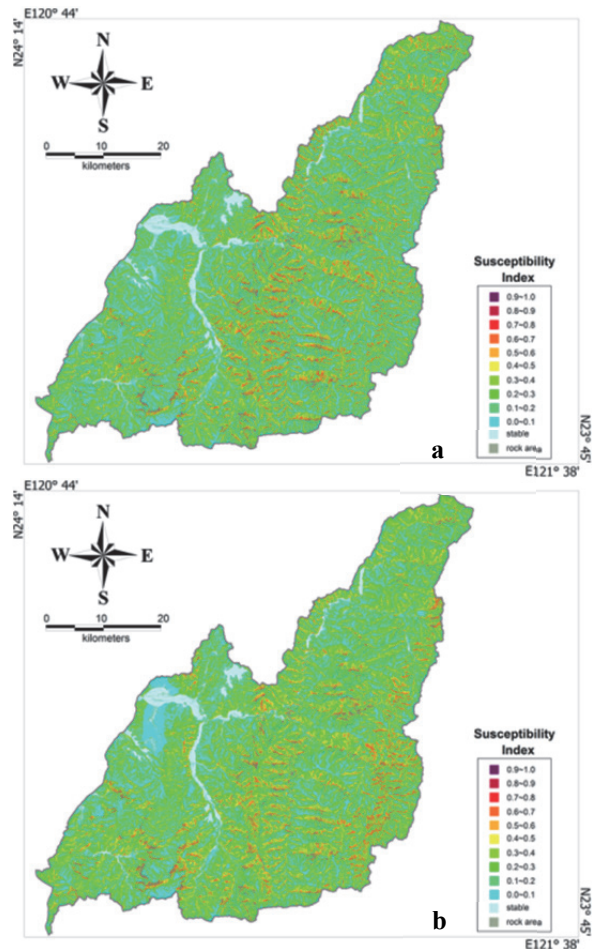 E120° 44'
N24° 14'
N
W E
S
0 10 20
kilometers
Susceptibility
Index
0.9~1.0
0.8~0.9
0.7~0.8
0.6~0.7
0.5~0.6
0.4~0.5
0.3~0.4
0.2~0.3
0.1~0.2
0.0~0.1
stable
rock area
a
N23° 45'
E121° 38'
E120° 44'
N24° 14'
N
W E
S
0 10 20
kilometers
Susceptibility
Index
0.9~1.0
0.8~0.9
0.7~0.8
0.6~0.7
0.5~0.6
0.4~0.5
0.3~0.4
0.2~0.3
0.1~0.2
0.0~0.1
stable
rock area
b
N23° 45'
E121° 38'